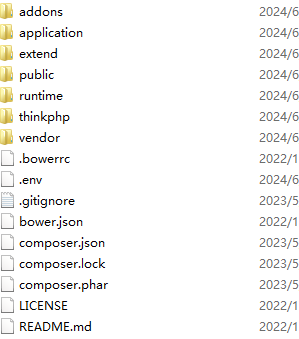 addons 2024/6
application 2024/6
extend 2024/6
public 2024/6
runtime 2024/6
thinkphp 2024/6
vendor 2024/6
.bowerrc 2022/1
.env 2024/6
.gitignore 2023/5
bower.json 2022/1
composer.json 2023/5
composer.lock 2023/5
composer.phar 2023/5
LICENSE 2022/1
README.md 2022/1